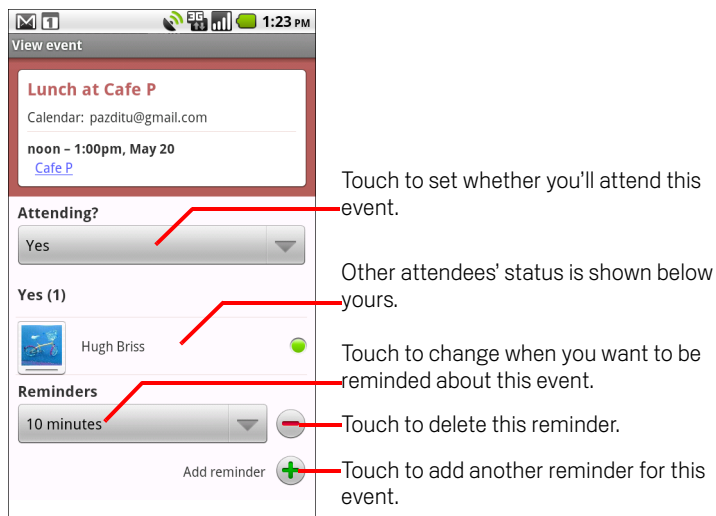 1
3G
1:23 PM
View event
Lunch at Cafe P
Calendar: pazditu@gmail.com
noon – 1:00pm, May 20
Cafe P
Attending?
Yes
Yes (1)
Hugh Briss
Reminders
10 minutes
Add reminder
Touch to set whether you’ll attend this
event.
Other attendees’ status is shown below
yours.
Touch to change when you want to be
reminded about this event.
Touch to delete this reminder.
Touch to add another reminder for this
event.